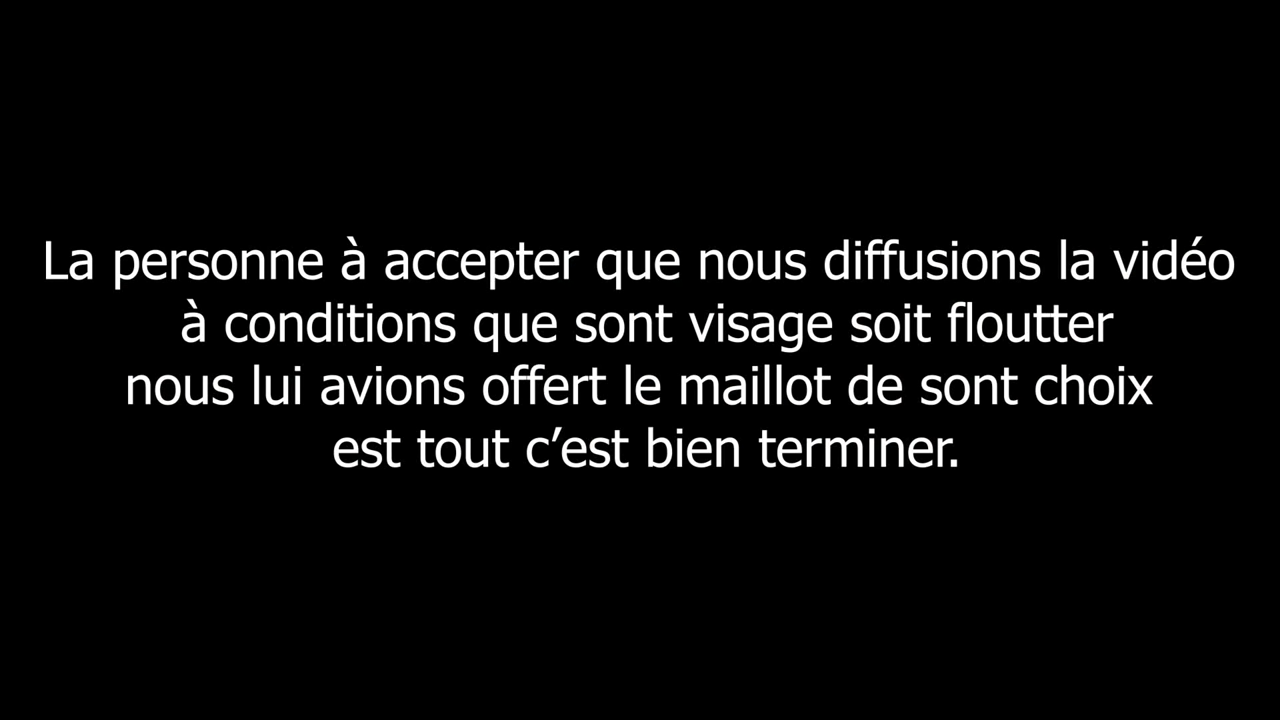 La personne à accepter que nous diffusions la vidéo
à conditions que sont visage soit floutter
nous lui avions offert le maillot de sont choix
est tout c’est bien terminer.